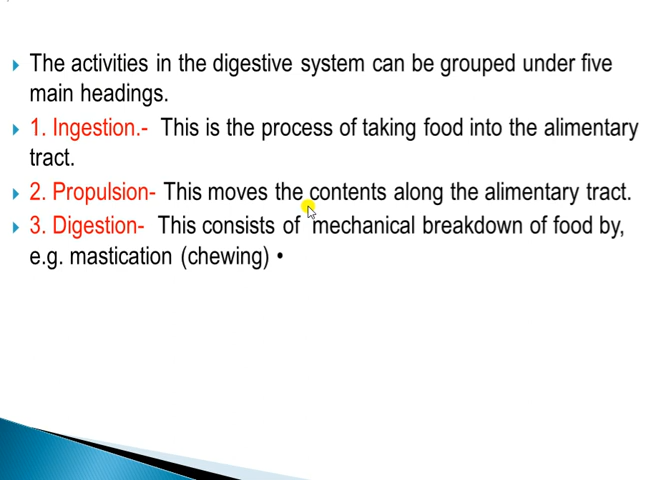 The activities in the digestive system can be grouped under five
main headings.
1. Ingestion.- This is the process of taking food into the alimentary
tract.
2. Propulsion- This moves the contents along the alimentary tract.
3. Digestion- This consists of mechanical breakdown of food by,
e.g. mastication (chewing) •